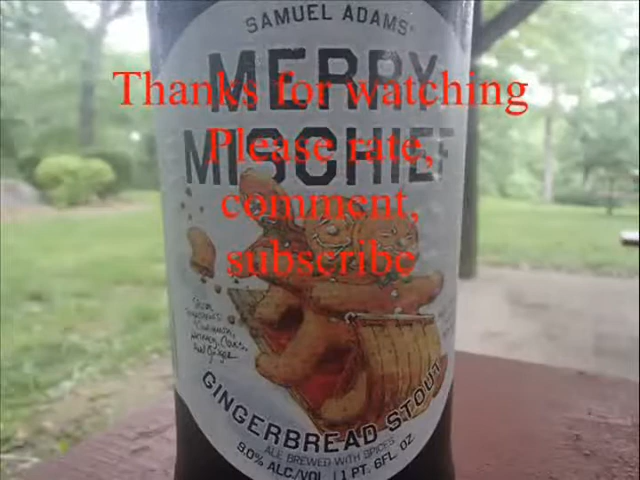 SAMUEL ADAMS
MERRY
Thanks for watching
MISCHIEF
Please rate,
comment,
subscribe
GINGERBREAD STOUT
ALE BREWED WITH SPICES
9.0% ALC./VOL. 1 PT. 6FL. OZ